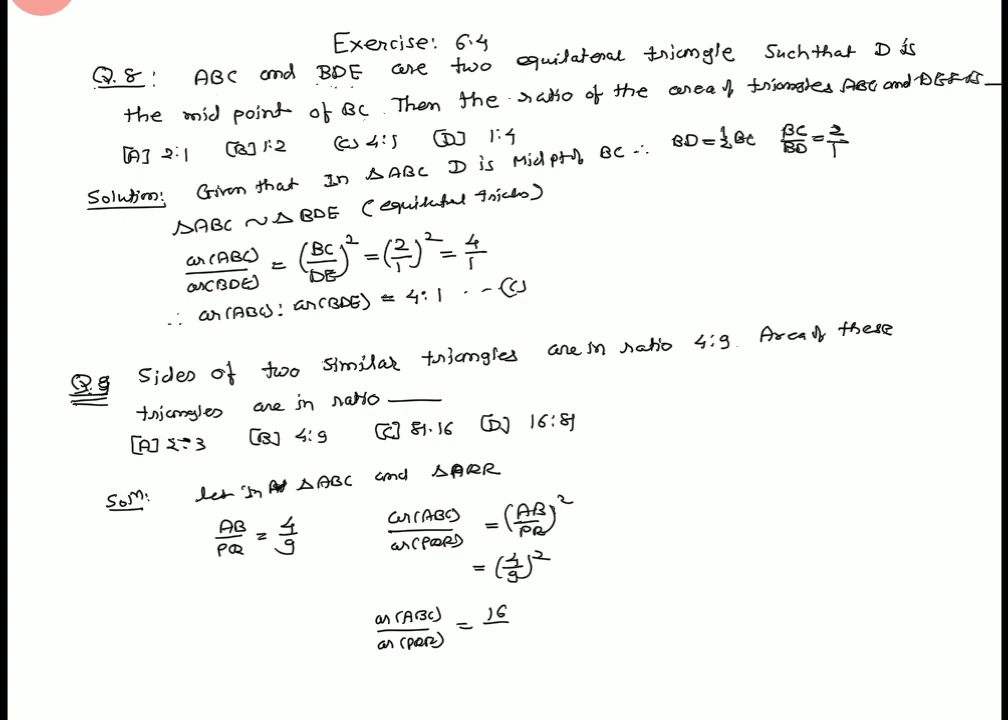 Exercise: 6.4
Q.8: ABC and BDE are two equilateral triangle Such that D is
the mid point of BC. Then the ratio of the area of triangles ABC and
[A] 2:1 [B] 1:2 (C) 4:1 [D] 1:4
Solution: Given that In △ABC D is Mid pt of BC ∴ BD=1/2 BC BC/BD = 2/1
△ABC ~ △BDE (equilateral
ar(ABC)/ar(BDE) = (BC/DE)² = (2/1)² = 4/1
∴ ar(ABC): ar(BDE) = 4:1 - - (C)
Q.9 Sides of two Similar triangles are in ratio 4:9. Area of these
triangles are in ratio ____
[A] 2:3 [B] 4:9 [C] 81.16 [D] 16:81
Soln: let in △ABC and
AB/PQ = 4/9 ar(ABC)/ar(PQR) = (AB/PQ)²
= (4/9)²
ar(ABC)/ar(PQR) = 16